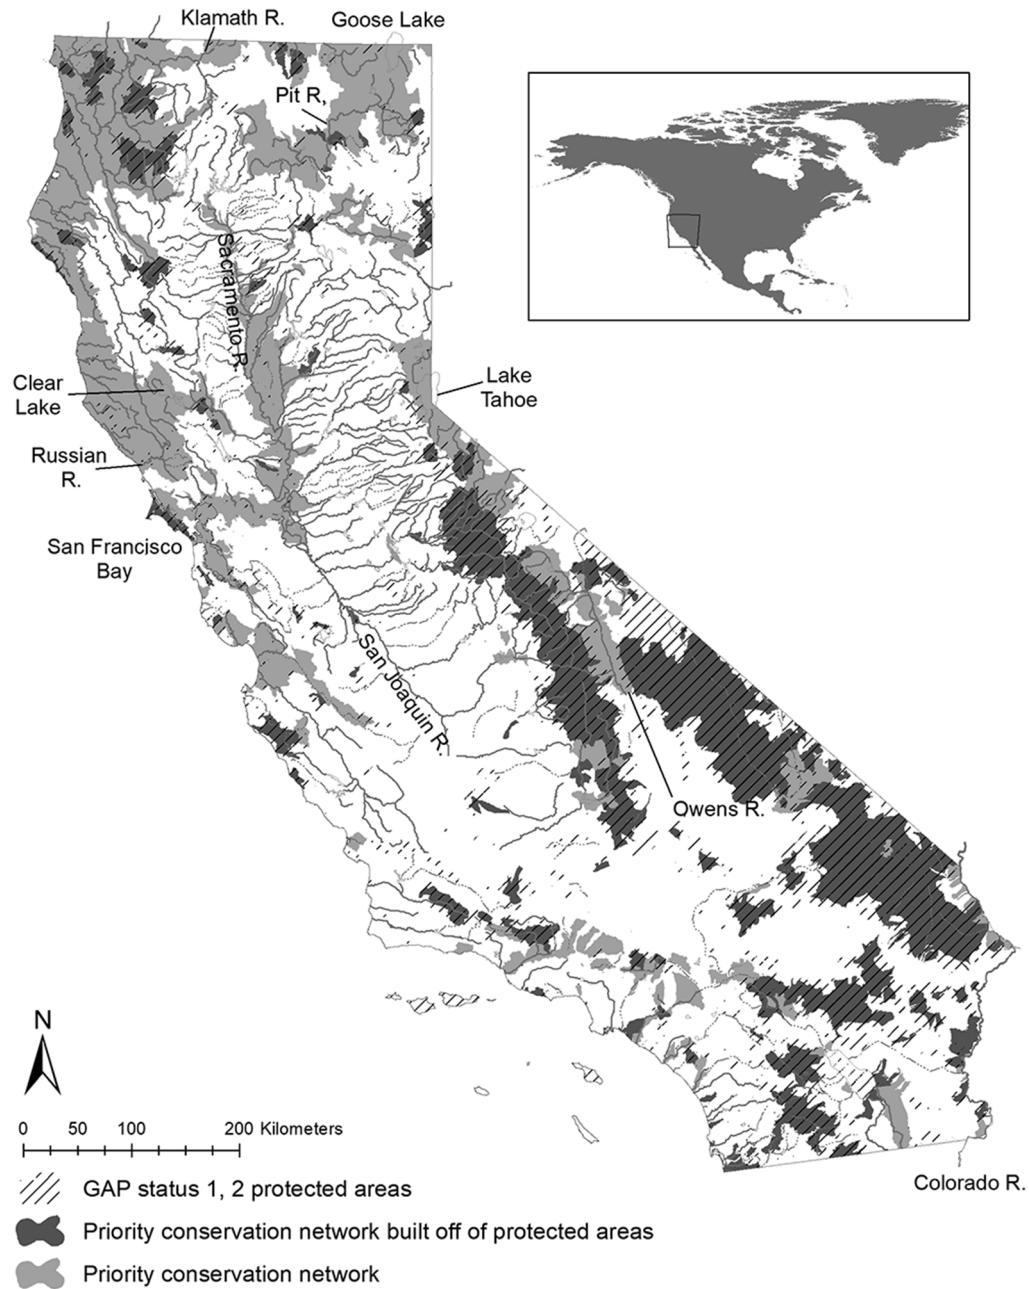 Klamath R.
Goose Lake
Pit R,
Sacramento R.
Clear
Lake
Lake
Tahoe
Russian
R.
San Francisco
Bay
San Joaquin R.
Owens R.
N
0 50 100 200 Kilometers
Colorado R.
GAP status 1, 2 protected areas
Priority conservation network built off of protected areas
Priority conservation network